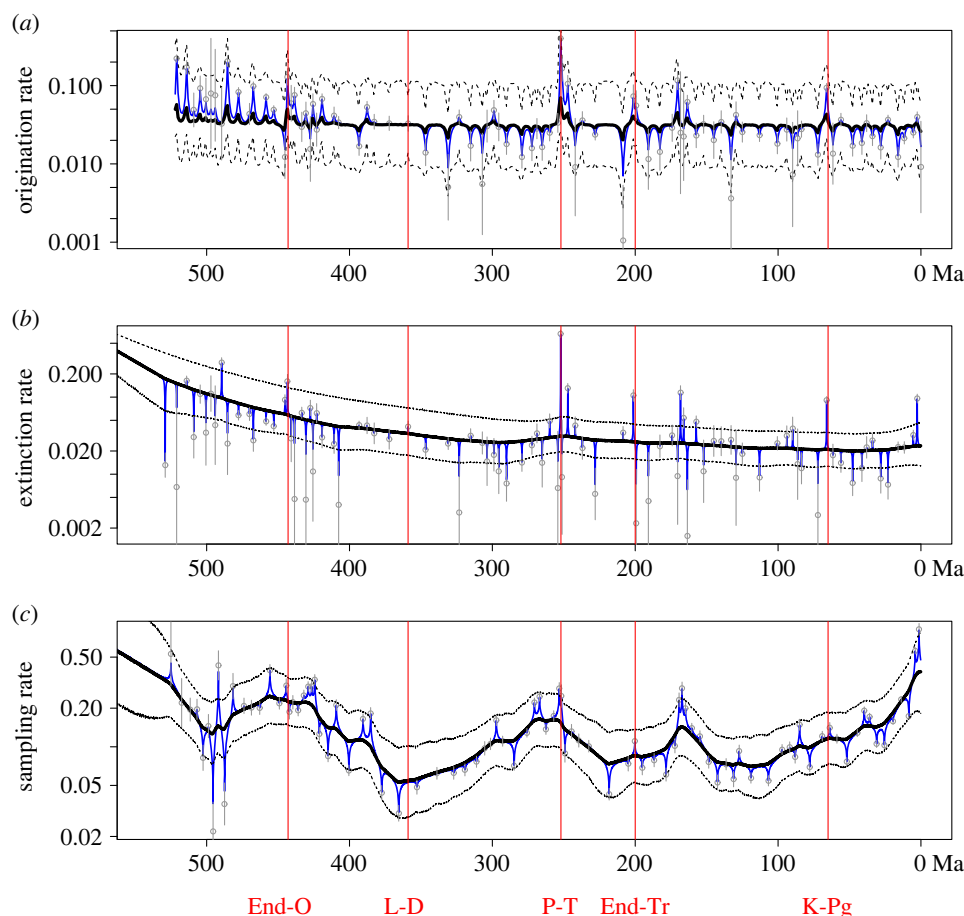 (a)
origination rate
0.100
0.010
0.001
500 400 300 200 100 0 Ma
(b)
extinction rate
0.200
0.020
0.002
500 400 300 200 100 0 Ma
(c)
sampling rate
0.50
0.20
0.05
0.02
500 400 300 200 100 0 Ma
End-O L-D P-T End-Tr K-Pg